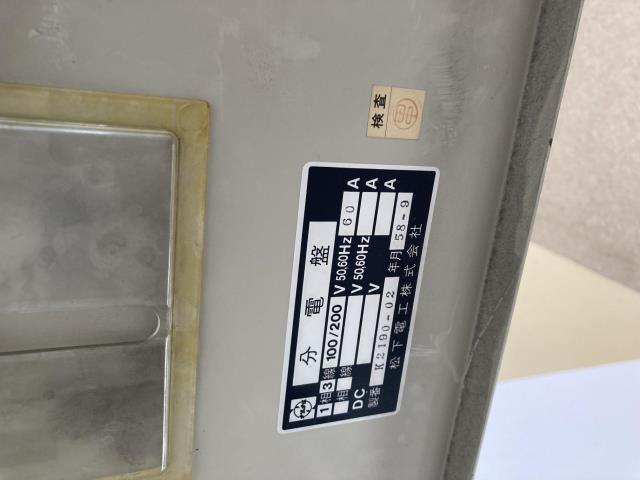 分電盤
1相3線 100/200 V 50,60Hz 60 A
相 線 V 50,60Hz A
DC V A
製番 K2190-02 年月 58-9
松下電工株式会社
検査